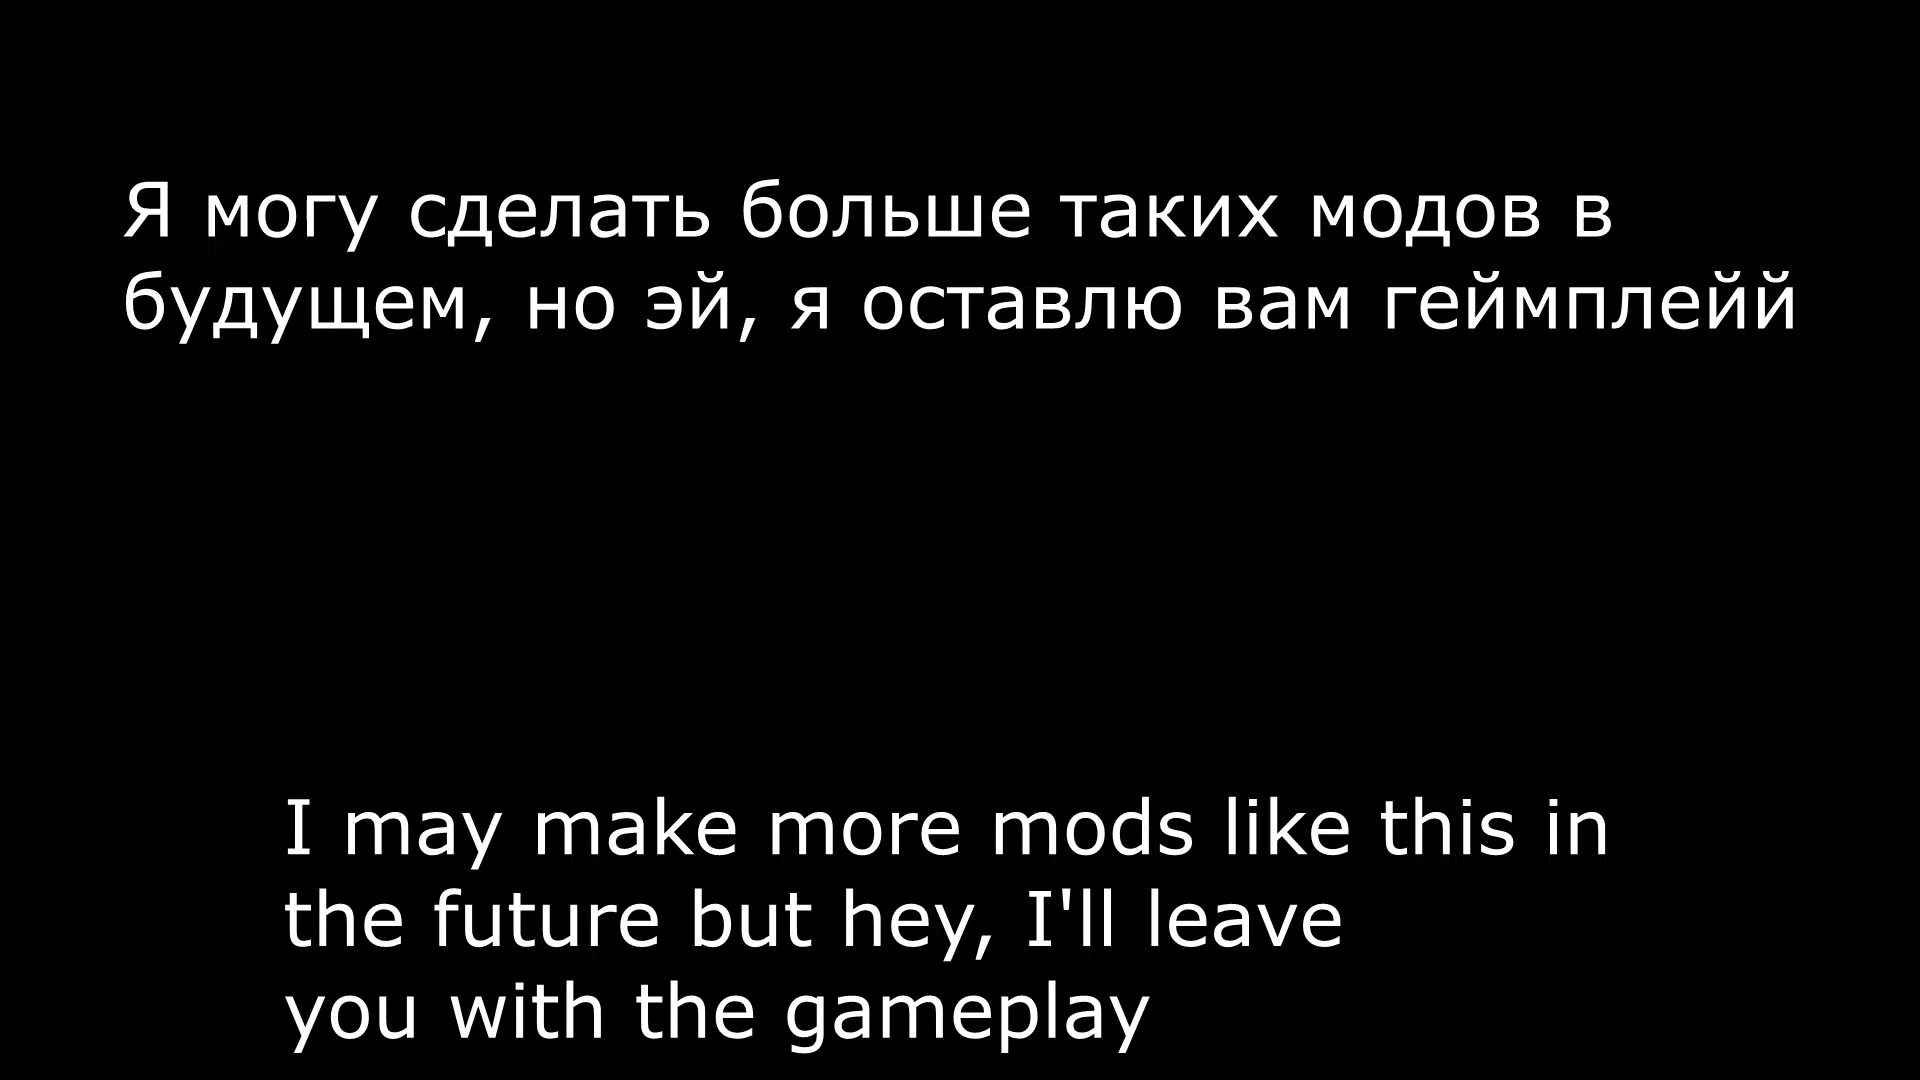 Я могу сделать больше таких модов в
будущем, но эй, я оставлю вам геймплейй
I may make more mods like this in
the future but hey, I'll leave
you with the gameplay